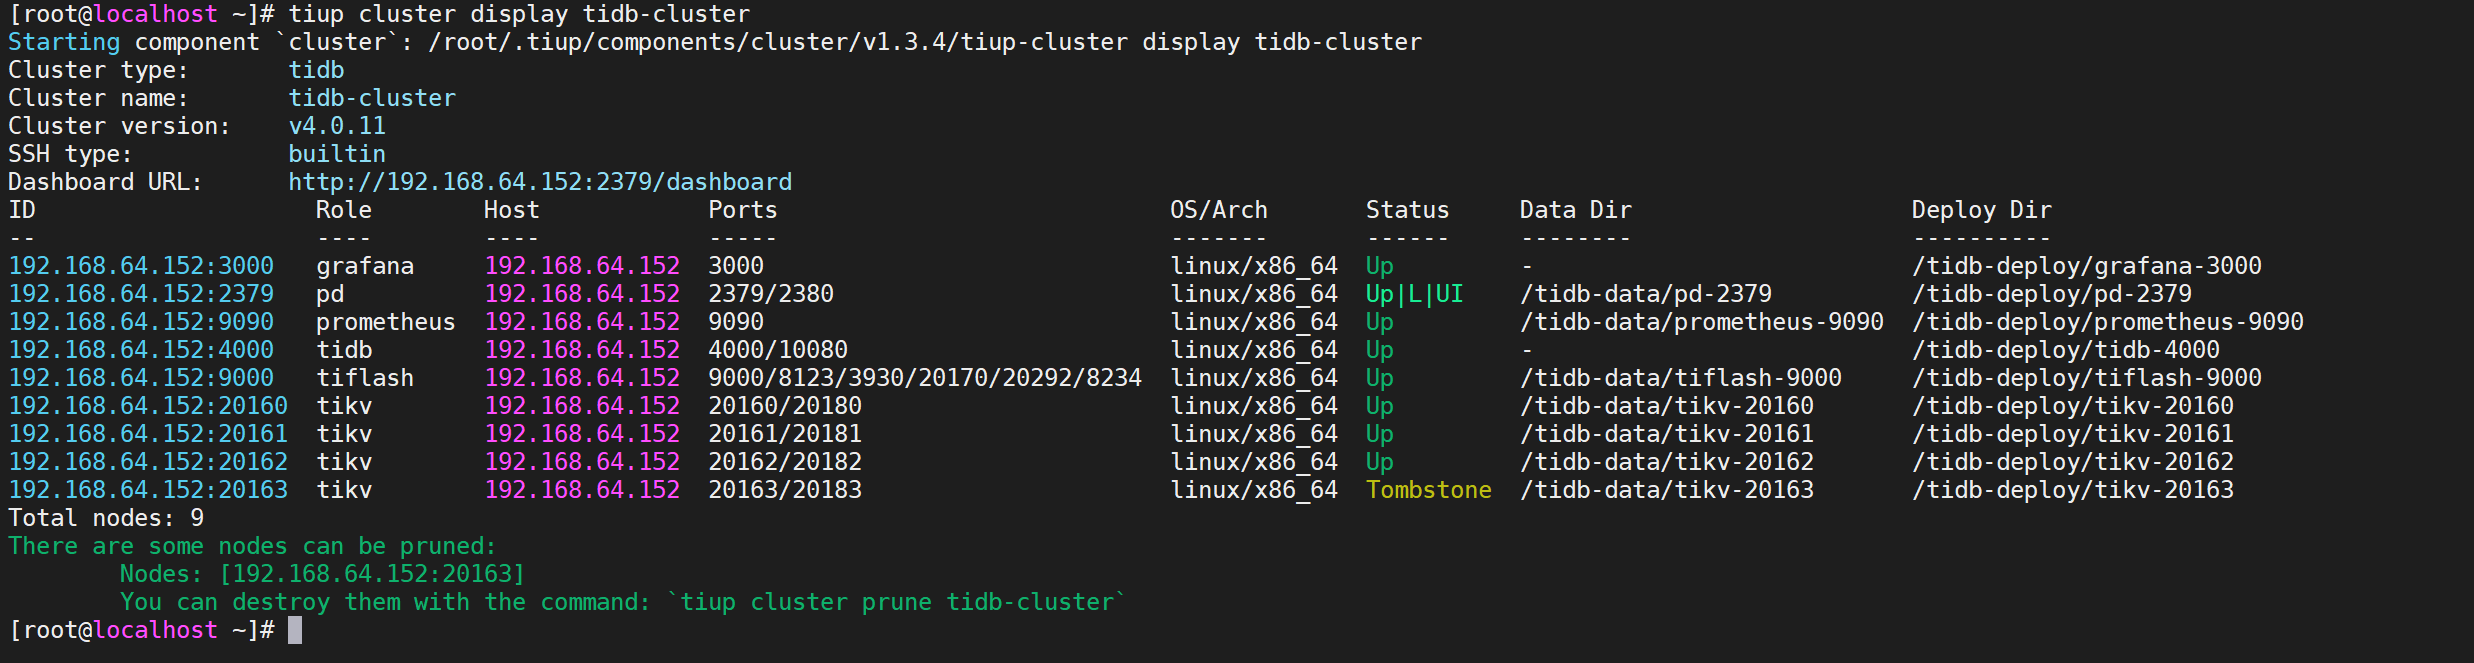 [root@localhost ~]# tiup cluster display tidb-cluster
Starting component `cluster`: /root/.tiup/components/cluster/v1.3.4/tiup-cluster display tidb-cluster
Cluster type:       tidb
Cluster name:       tidb-cluster
Cluster version:    v4.0.11
SSH type:           builtin
Dashboard URL:      http://192.168.64.152:2379/dashboard
ID                    Role        Host            Ports                            OS/Arch       Status     Data Dir                    Deploy Dir
--                    ----        ----            -----                            -------       ------     --------                    ----------
192.168.64.152:3000   grafana     192.168.64.152  3000                             linux/x86_64  Up         -                           /tidb-deploy/grafana-3000
192.168.64.152:2379   pd          192.168.64.152  2379/2380                        linux/x86_64  Up|L|UI    /tidb-data/pd-2379          /tidb-deploy/pd-2379
192.168.64.152:9090   prometheus  192.168.64.152  9090                             linux/x86_64  Up         /tidb-data/prometheus-9090  /tidb-deploy/prometheus-9090
192.168.64.152:4000   tidb        192.168.64.152  4000/10080                       linux/x86_64  Up         -                           /tidb-deploy/tidb-4000
192.168.64.152:9000   tiflash     192.168.64.152  9000/8123/3930/20170/20292/8234  linux/x86_64  Up         /tidb-data/tiflash-9000     /tidb-deploy/tiflash-9000
192.168.64.152:20160  tikv        192.168.64.152  20160/20180                      linux/x86_64  Up         /tidb-data/tikv-20160       /tidb-deploy/tikv-20160
192.168.64.152:20161  tikv        192.168.64.152  20161/20181                      linux/x86_64  Up         /tidb-data/tikv-20161       /tidb-deploy/tikv-20161
192.168.64.152:20162  tikv        192.168.64.152  20162/20182                      linux/x86_64  Up         /tidb-data/tikv-20162       /tidb-deploy/tikv-20162
192.168.64.152:20163  tikv        192.168.64.152  20163/20183                      linux/x86_64  Tombstone  /tidb-data/tikv-20163       /tidb-deploy/tikv-20163
Total nodes: 9
There are some nodes can be pruned:
        Nodes: [192.168.64.152:20163]
        You can destroy them with the command: `tiup cluster prune tidb-cluster`
[root@localhost ~]#